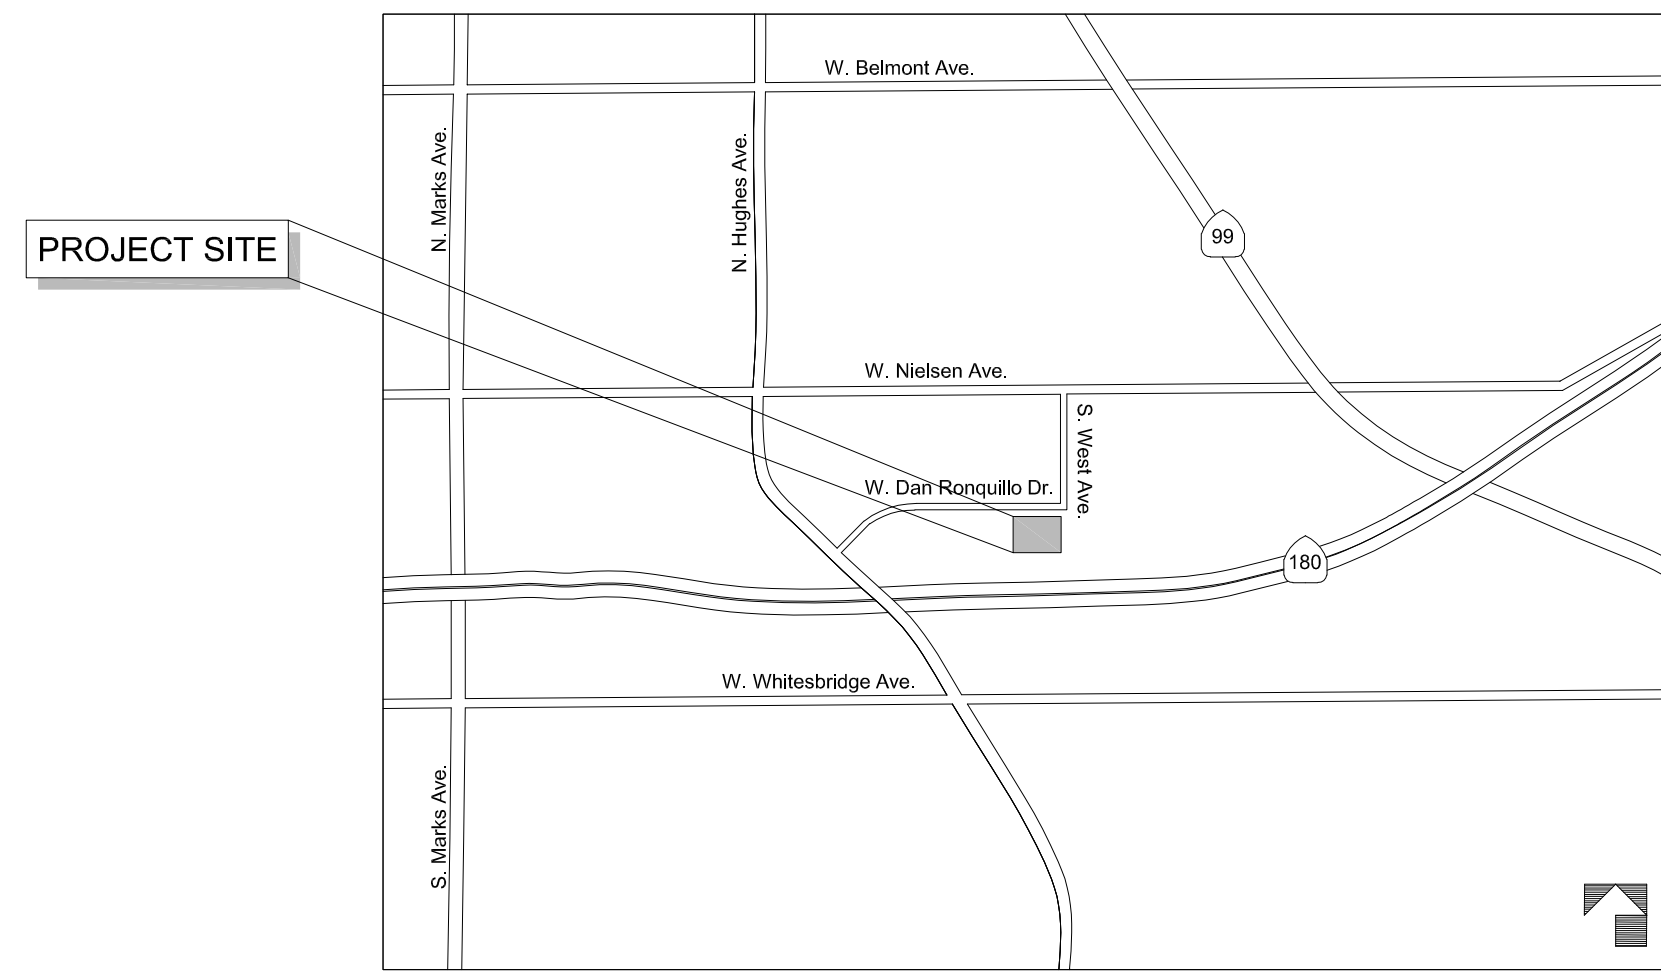 W. Belmont Ave.
N. Marks Ave.
N. Hughes Ave.
PROJECT SITE
99
W. Nielsen Ave.
S. West Ave.
W. Dan Ronquillo Dr.
180
W. Whitesbridge Ave.
S. Marks Ave.